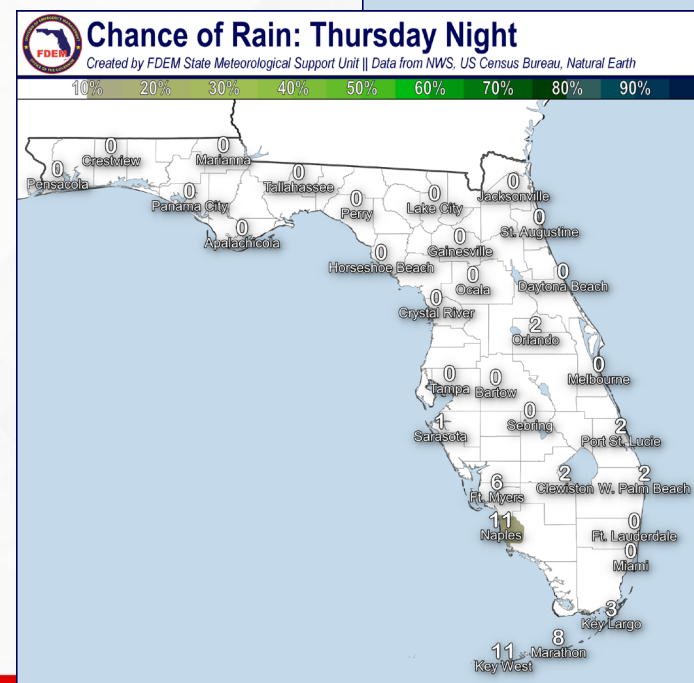 Chance of Rain: Thursday Night
FDEM
Created by FDEM State Meteorological Support Unit || Data from NWS, US Census Bureau, Natural Earth
10% 20% 30% 40% 50% 60% 70% 80% 90%
0
Crestview
0
Marianna
0
Pensacola
0
Tallahassee
0
Panama City
0
Perry
0
Lake City
0
Jacksonville
0
Apalachicola
0
St. Augustine
0
Gainesville
0
Horseshoe Beach
0
Ocala
0
Daytona Beach
0
Crystal River
2
Orlando
0
Melbourne
0
Tampa
0
Bartow
1
Sarasota
0
Sebring
2
Port St. Lucie
6
Ft. Myers
2
Clewiston
2
W. Palm Beach
11
Naples
0
Ft. Lauderdale
0
Miami
3
Key Largo
8
Marathon
11
Key West